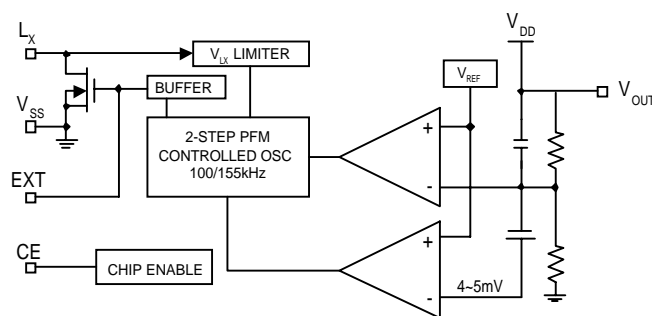 LX
VLX LIMITER
VDD
BUFFER
VREF
VOUT
VSS
2-STEP PFM
CONTROLLED OSC
100/155kHz
+
-
EXT
+
CE
CHIP ENABLE
4~5mV
-